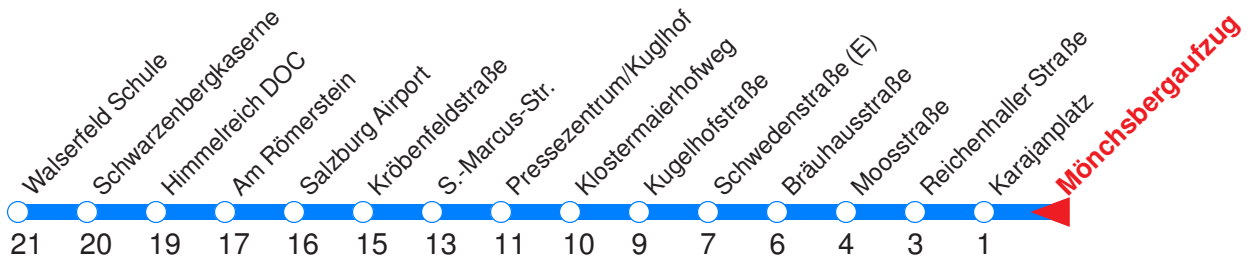 Walserfeld Schule
Schwarzenbergkaserne
Himmelreich DOC
Am Römerstein
Salzburg Airport
Kröbenfeldstraße
S.-Marcus-Str.
Pressezentrum/Kuglhof
Klostermaierhofweg
Kugelhofstraße
Schwedenstraße (E)
Bräuhausstraße
Moosstraße
Reichenhaller Straße
Karajanplatz
Mönchsbergaufzug
21 20 19 17 16 15 13 11 10 9 7 6 4 3 1